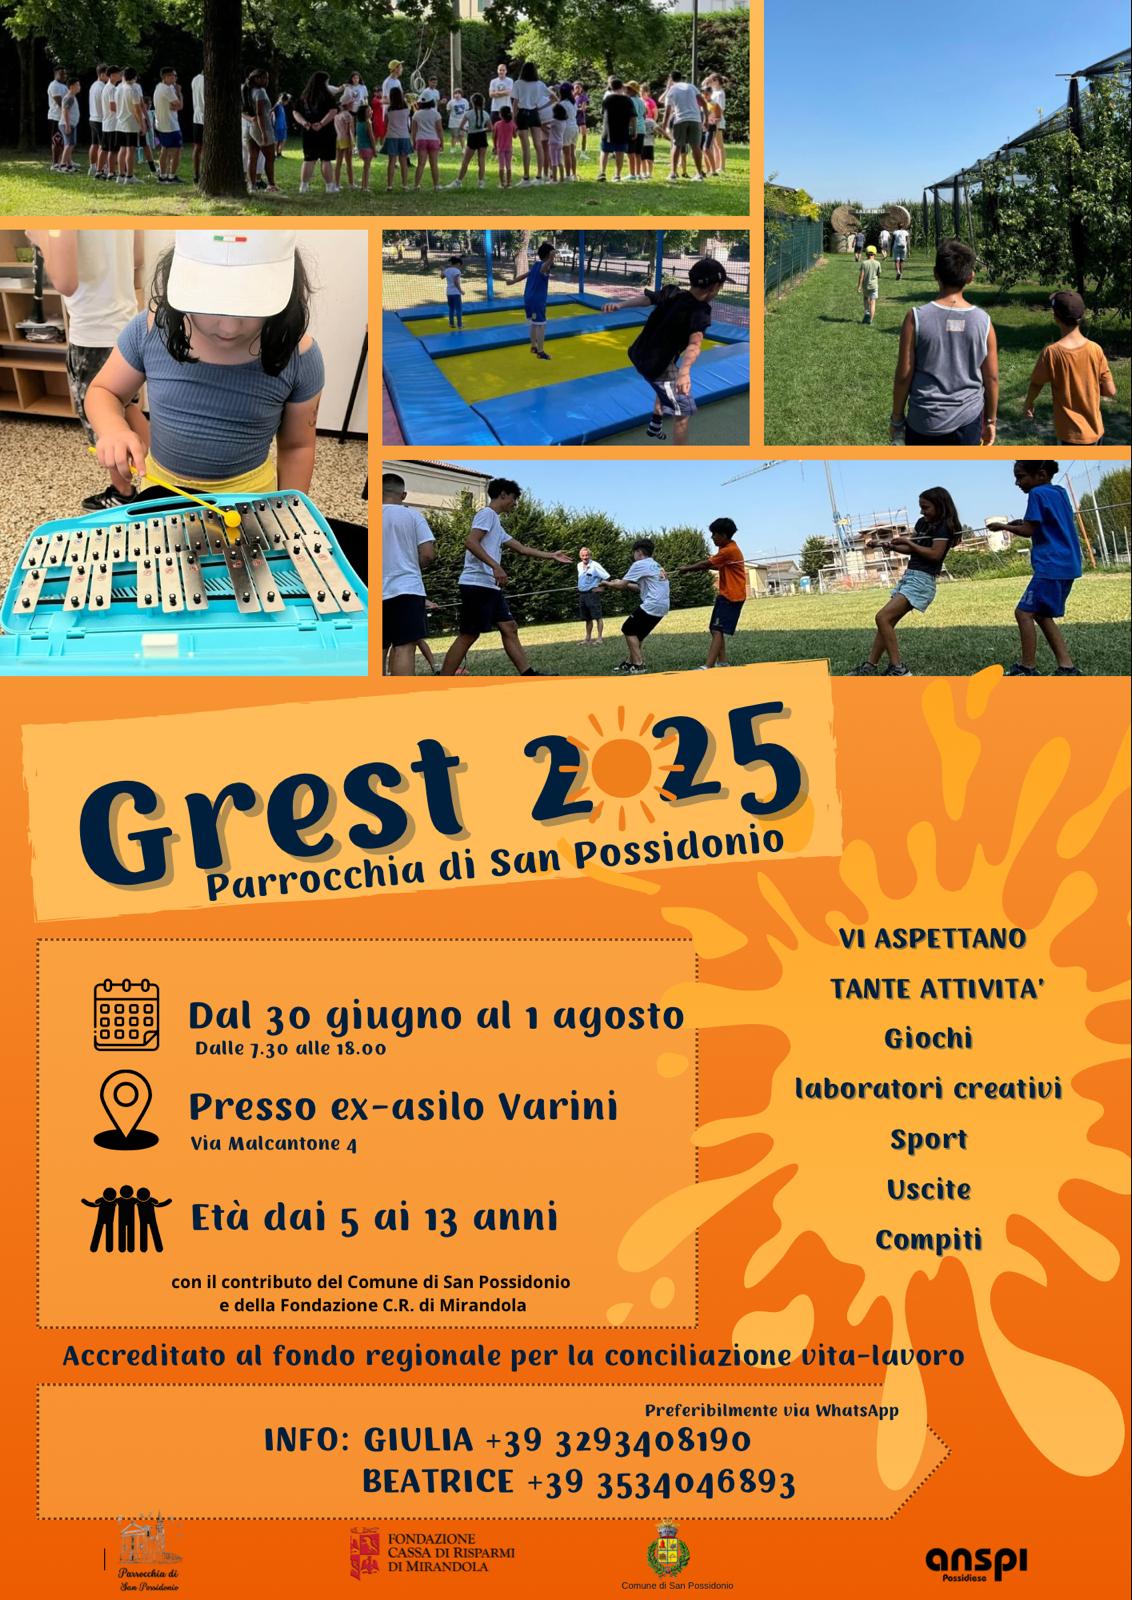 Grest 2025
Parrocchia di San Possidonio
Dal 30 giugno al 1 agosto
Dalle 7.30 alle 18.00
Presso ex-asilo Varini
Via Malcantone 4
Età dai 5 ai 13 anni
con il contributo del Comune di San Possidonio
e della Fondazione C.R. di Mirandola
VI ASPETTANO
TANTE ATTIVITA'
Giochi
laboratori creativi
Sport
Uscite
Compiti
Accreditato al fondo regionale per la conciliazione vita-lavoro
Preferibilmente via WhatsApp
INFO: GIULIA +39 3293408190
BEATRICE +39 3534046893
Parrocchia di
San Possidonio
FONDAZIONE
CASSA DI RISPARMI
DI MIRANDOLA
Comune di San Possidonio
anspi
Possidiese